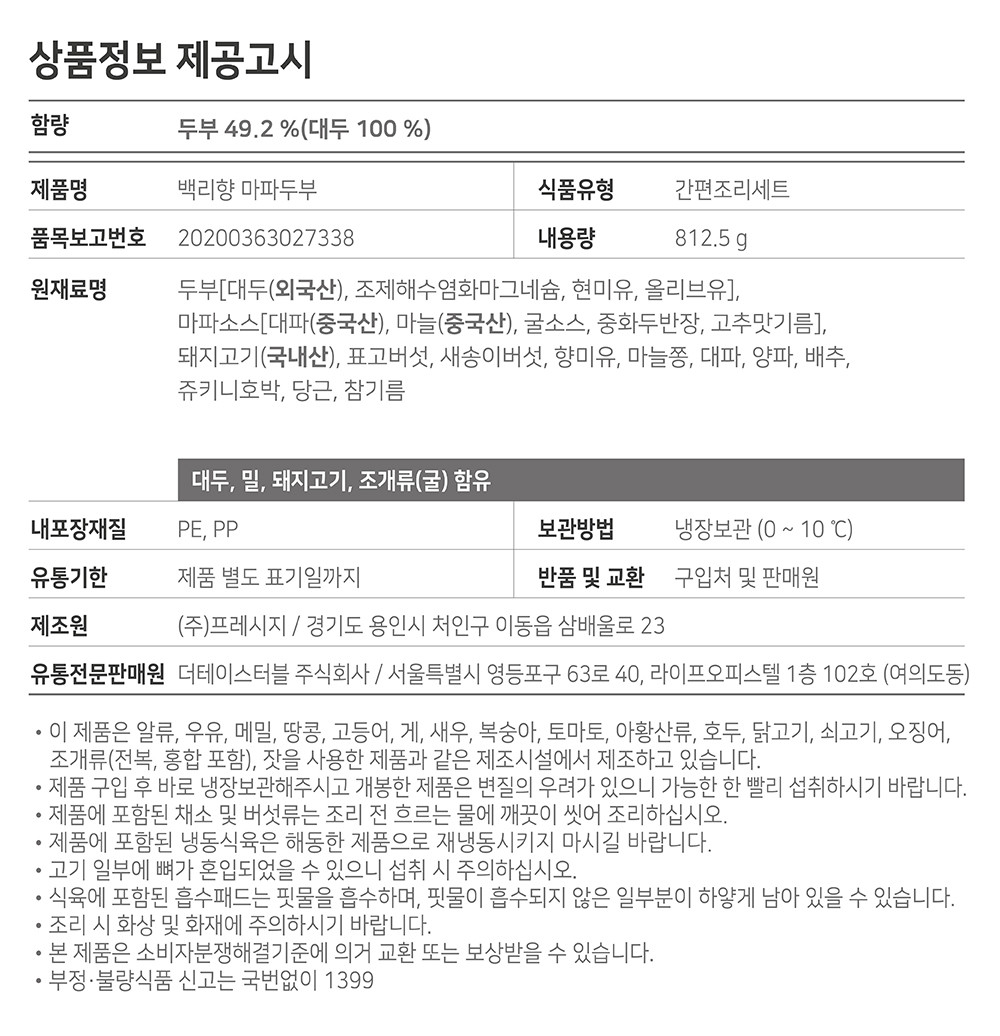 상품정보 제공고시
함량 두부 49.2 %(대두 100 %)
제품명 백리향 마파두부 식품유형 간편조리세트
품목보고번호 20200363027338 내용량 812.5 g
원재료명 두부[대두(외국산), 조제해수염화마그네슘, 현미유, 올리브유],
마파소스[대파(중국산), 마늘(중국산), 굴소스, 중화두반장, 고추맛기름],
돼지고기(국내산), 표고버섯, 새송이버섯, 향미유, 마늘쫑, 대파, 양파, 배추,
쥬키니호박, 당근, 참기름
대두, 밀, 돼지고기, 조개류(굴) 함유
내포장재질 PE, PP 보관방법 냉장보관 (0 ~ 10 ℃)
유통기한 제품 별도 표기일까지 반품 및 교환 구입처 및 판매원
제조원 (주)프레시지 / 경기도 용인시 처인구 이동읍 삼배울로 23
유통전문판매원 더테이스터블 주식회사 / 서울특별시 영등포구 63로 40, 라이프오피스텔 1층 102호 (여의도동)
• 이 제품은 알류, 우유, 메밀, 땅콩, 고등어, 게, 새우, 복숭아, 토마토, 아황산류, 호두, 닭고기, 쇠고기, 오징어,
조개류(전복, 홍합 포함), 잣을 사용한 제품과 같은 제조시설에서 제조하고 있습니다.
• 제품 구입 후 바로 냉장보관해주시고 개봉한 제품은 변질의 우려가 있으니 가능한 한 빨리 섭취하시기 바랍니다.
• 제품에 포함된 채소 및 버섯류는 조리 전 흐르는 물에 깨끗이 씻어 조리하십시오.
• 제품에 포함된 냉동식육은 해동한 제품으로 재냉동시키지 마시길 바랍니다.
• 고기 일부에 뼈가 혼입되었을 수 있으니 섭취 시 주의하십시오.
• 식육에 포함된 흡수패드는 핏물을 흡수하며, 핏물이 흡수되지 않은 일부분이 하얗게 남아 있을 수 있습니다.
• 조리 시 화상 및 화재에 주의하시기 바랍니다.
• 본 제품은 소비자분쟁해결기준에 의거 교환 또는 보상받을 수 있습니다.
• 부정·불량식품 신고는 국번없이 1399